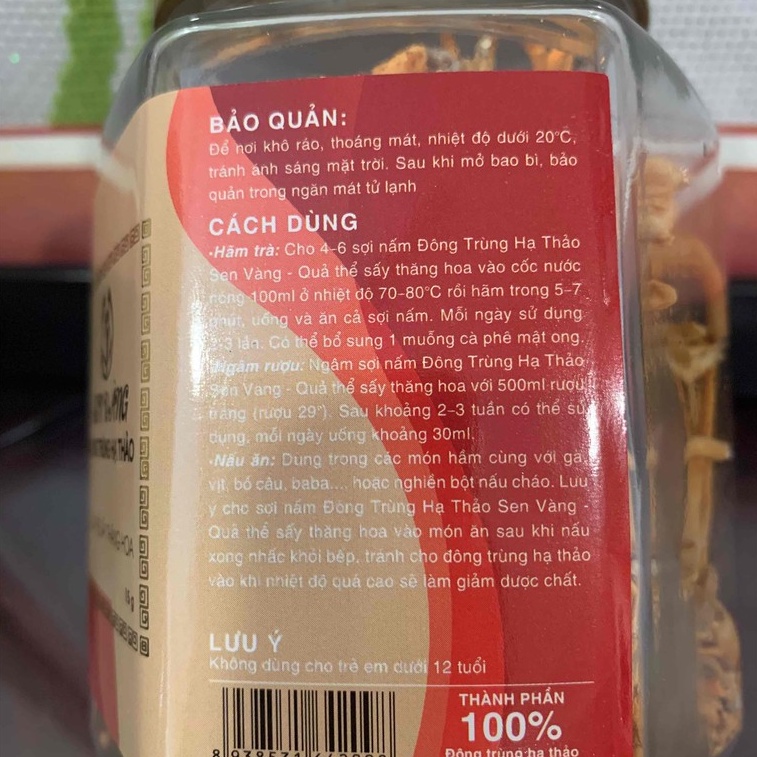 BẢO QUẢN:
Để nơi khô ráo, thoáng mát, nhiệt độ dưới 20°C,
tránh ánh sáng mặt trời. Sau khi mở bao bì, bảo
quản trong ngăn mát tử lạnh
CÁCH DÙNG
•Hãm trà: Cho 4-6 sợi nấm Đông Trùng Hạ Thảo
Sen Vàng - Quả thể sấy thăng hoa vào cốc nước
nóng 100ml ở nhiệt độ 70-80°C rồi hãm trong 5-7
phút, uống và ăn cả sợi nấm. Mỗi ngày sử dụng
2-3 lần. Có thể bổ sung 1 muỗng cà phê mật ong.
•Ngâm rượu: Ngâm sợi nấm Đông Trùng Hạ Thảo
Sen Vàng - Quả thể sấy thăng hoa với 500ml rượu
trắng (rượu 29°). Sau khoảng 2-3 tuần có thể sử
dụng, mỗi ngày uống khoảng 30ml.
•Nấu ăn: Dùng trong các món hầm cùng với gà,
vịt, bồ câu, baba.... hoặc nghiền bột nấu cháo. Lưu
ý cho sợi nấm Đông Trùng Hạ Thảo Sen Vàng -
Quả thể sấy thăng hoa vào món ăn sau khi nấu
xong nhấc khỏi bếp, tránh cho đông trùng hạ thảo
vào khi nhiệt độ quá cao sẽ làm giảm dược chất.
LƯU Ý
Không dùng cho trẻ em dưới 12 tuổi
THÀNH PHẦN
100%
Đông trùng hạ thảo
TRÙNG HẠ THẢO
THĂNG HOA